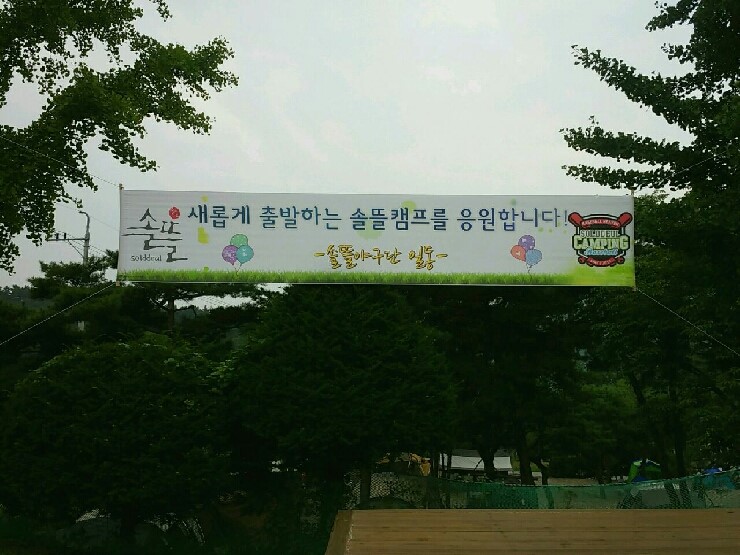 솔뜰
solddeul
새롭게 출발하는 솔뜰캠프를 응원합니다!
-솔뜰야구단 일동-
CAMPING